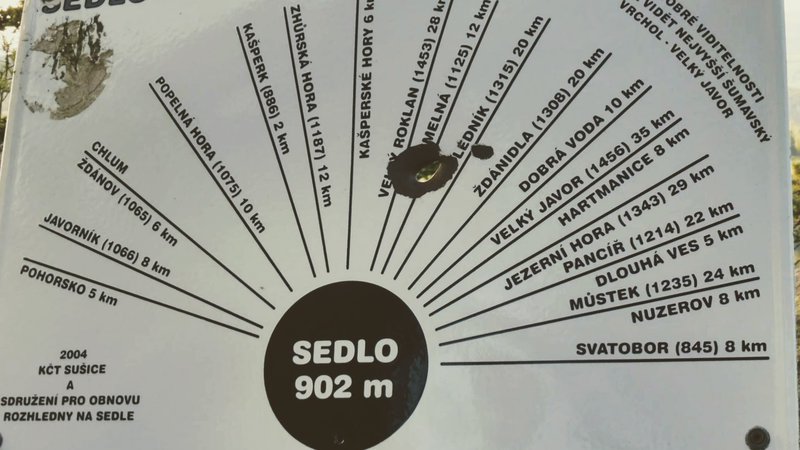 SEDLO
POHORSKO 5 km
JAVORNÍK (1066) 8 km
CHLUM
ŽĎÁNOV (1065) 6 km
POPELNÁ HORA (1075) 10 km
KAŠPERK (886) 2 km
ZHŮRSKÁ HORA (1187) 12 km
KAŠPERSKÉ HORY 6 km
ROKLAN (1453) 28 km
(1125) 12 km
(1315) 20 km
ŽDÁNIDLA (1308) 20 km
DOBRÁ VODA 10 km
VELKÝ JAVOR (1456) 35 km
HARTMANICE 8 km
JEZERNÍ HORA (1343) 29 km
PANCÍŘ (1214) 22 km
DLOUHÁ VES 5 km
MŮSTEK (1235) 24 km
NUZEROV 8 km
SVATOBOR (845) 8 km
VIDITELNOSTI
VIDĚT NEJVYŠŠÍ ŠUMAVSKÝ
VRCHOL - VELKÝ JAVOR
SEDLO
902 m
2004
KČT SUŠICE
A
SDRUŽENÍ PRO OBNOVU
ROZHLEDNY NA SEDLE